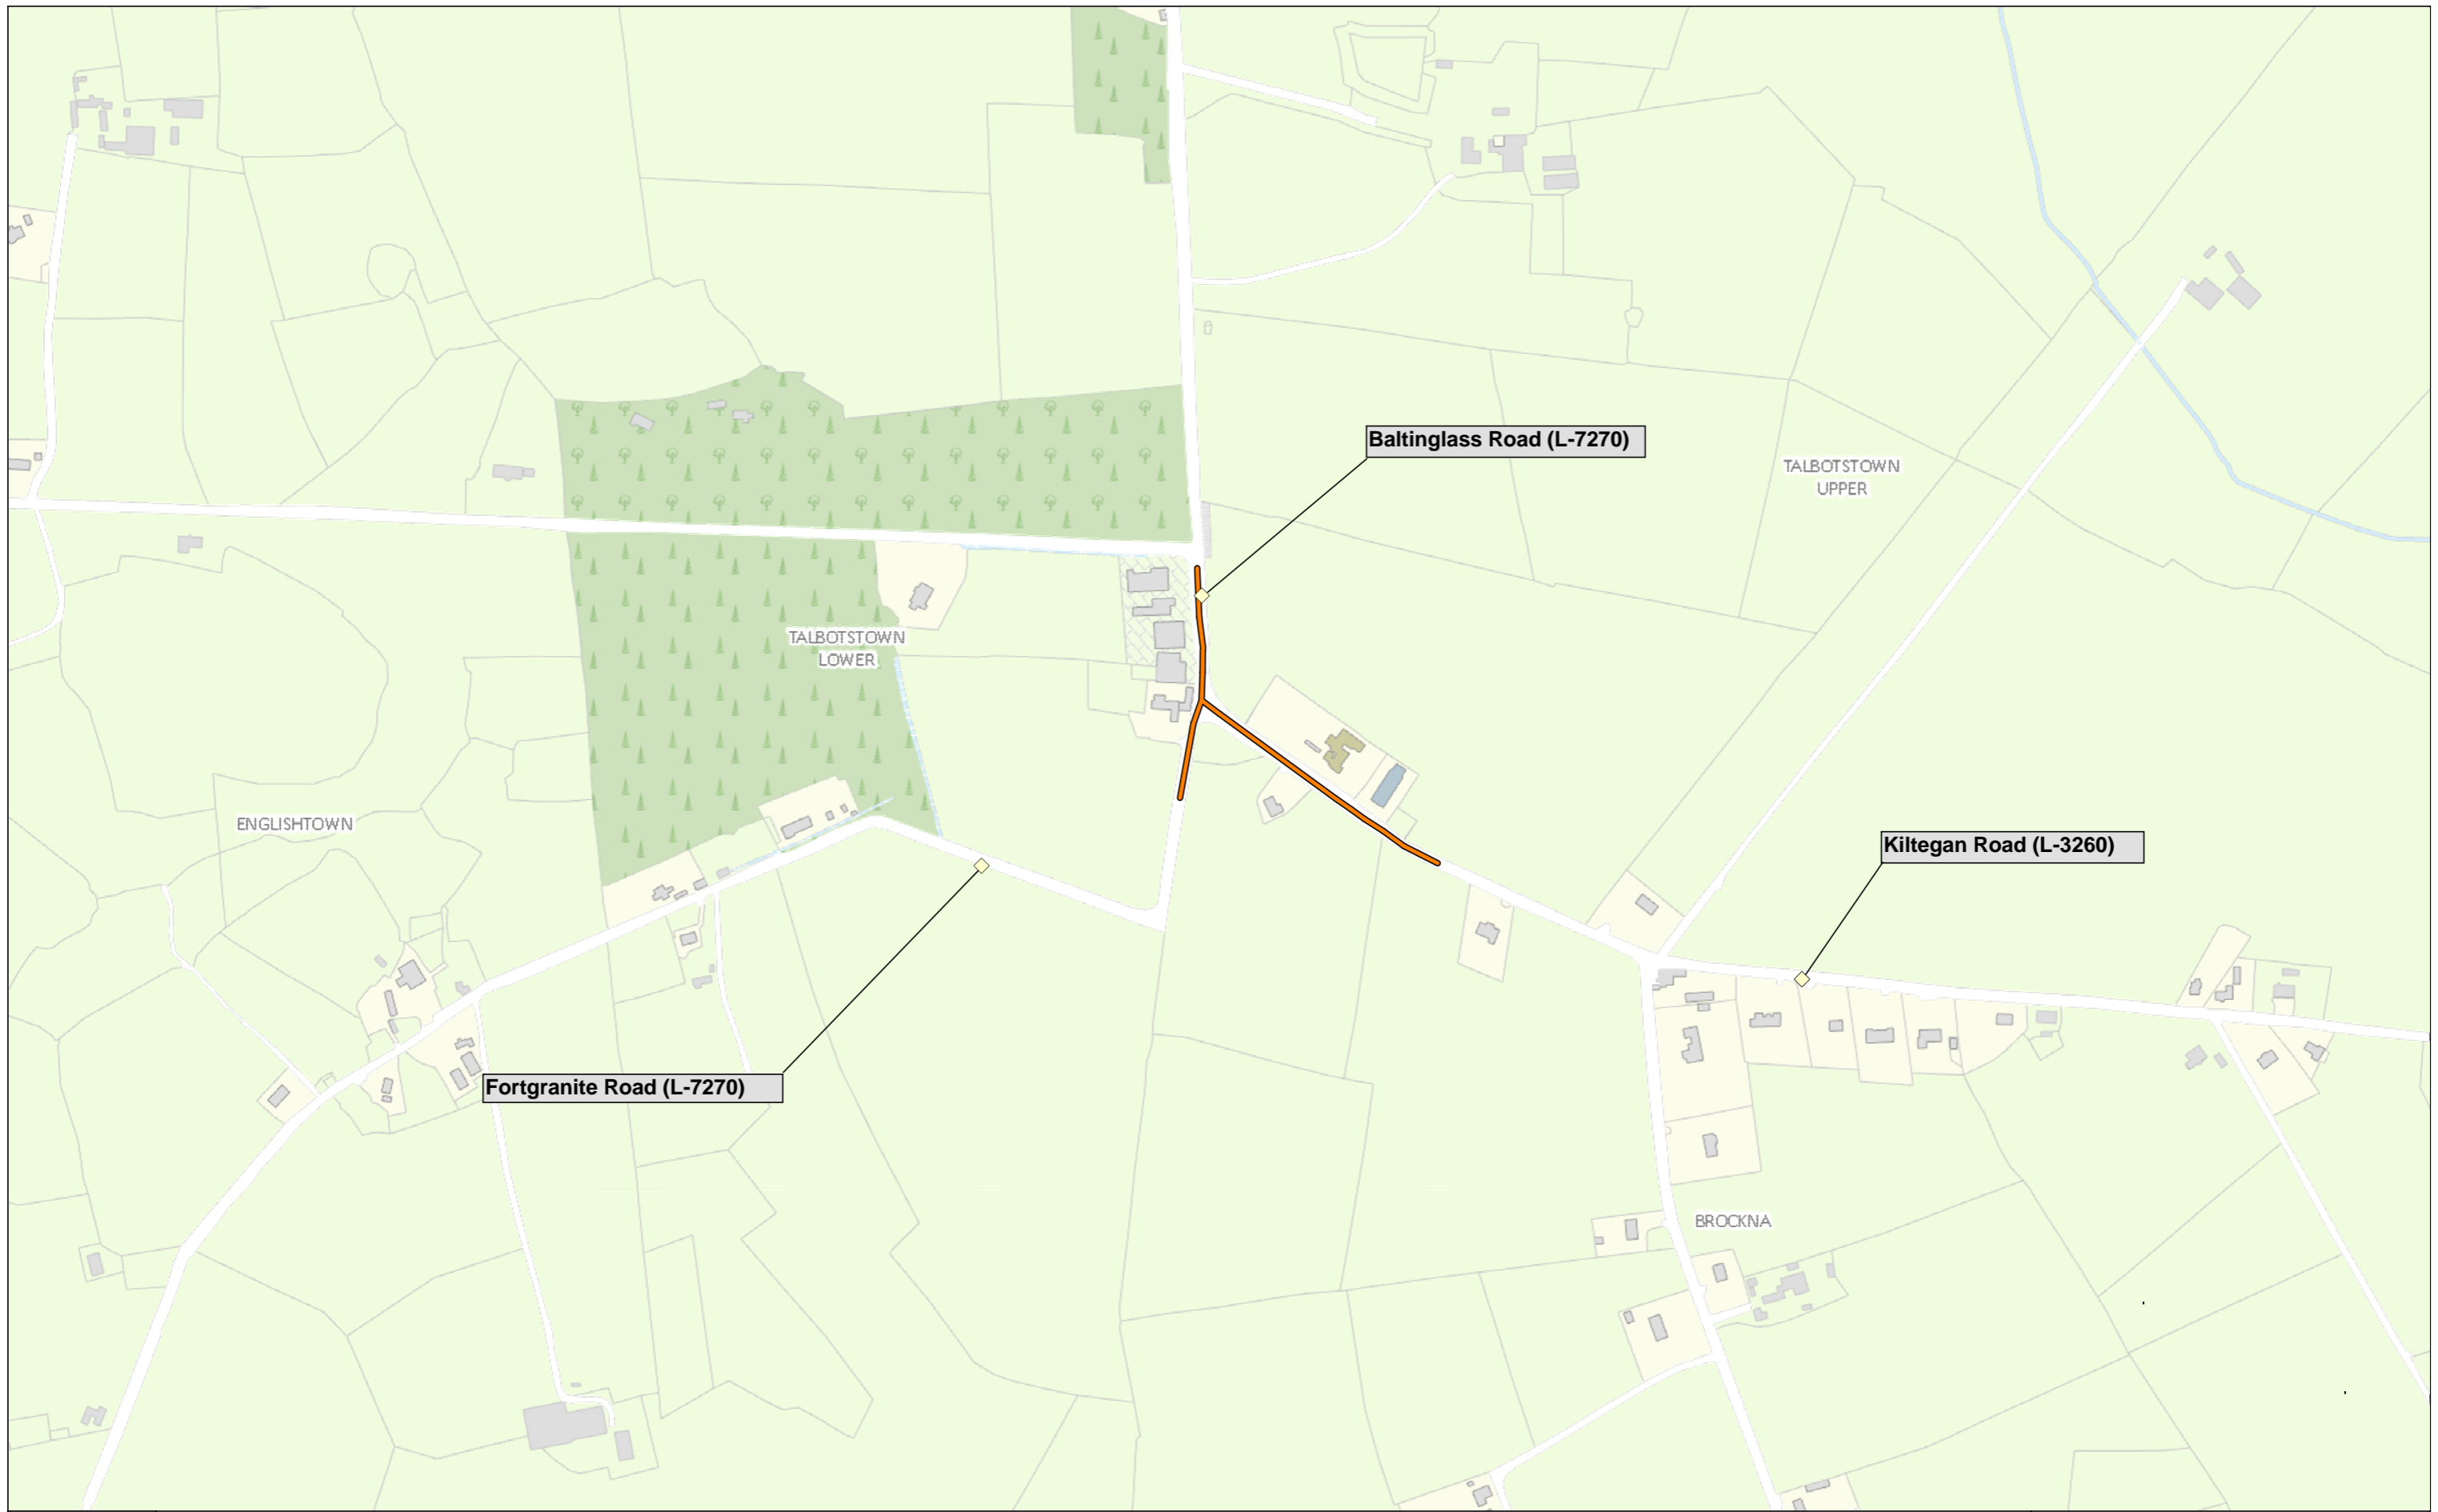 Baltinglass Road (L-7270)
TALBOTSTOWN
UPPER
TALBOTSTOWN
LOWER
ENGLISHTOWN
Kiltegan Road (L-3260)
Fortgranite Road (L-7270)
BROCKNA